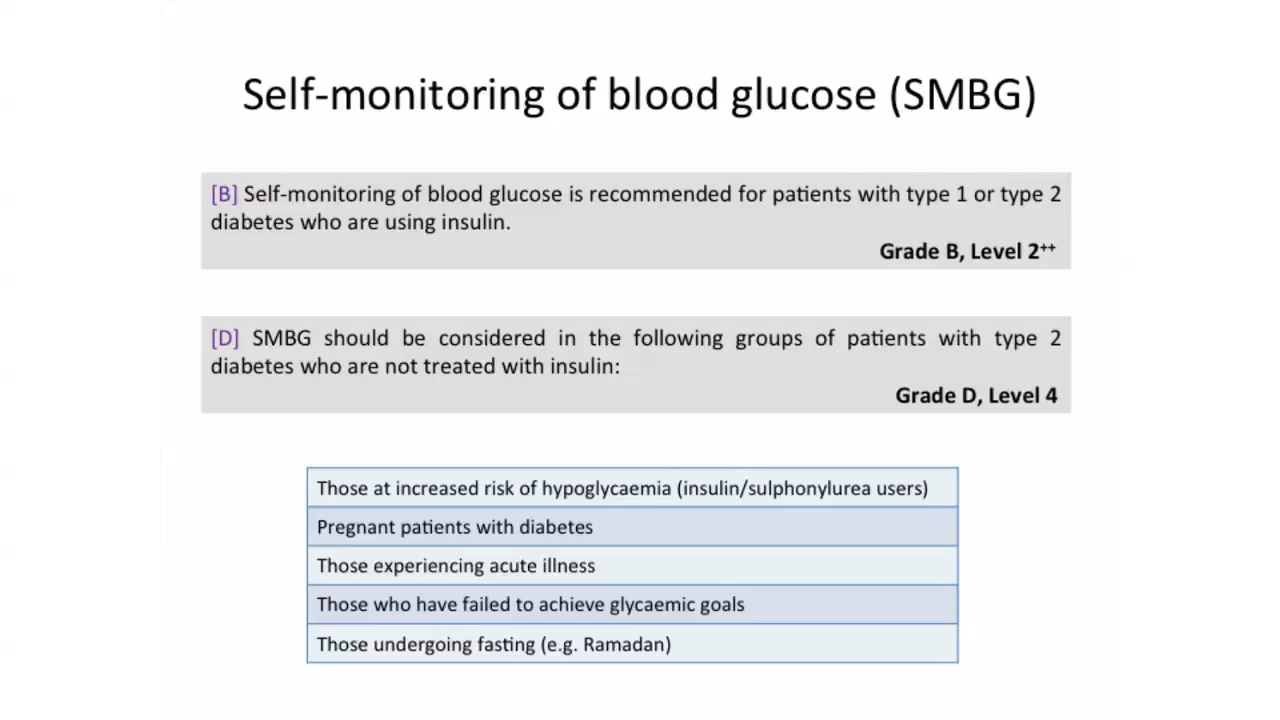 Self-monitoring of blood glucose (SMBG)
[B] Self-monitoring of blood glucose is recommended for patients with type 1 or type 2
diabetes who are using insulin.
Grade B, Level 2⁺⁺
[D] SMBG should be considered in the following groups of patients with type 2
diabetes who are not treated with insulin:
Grade D, Level 4
Those at increased risk of hypoglycaemia (insulin/sulphonylurea users)
Pregnant patients with diabetes
Those experiencing acute illness
Those who have failed to achieve glycaemic goals
Those undergoing fasting (e.g. Ramadan)